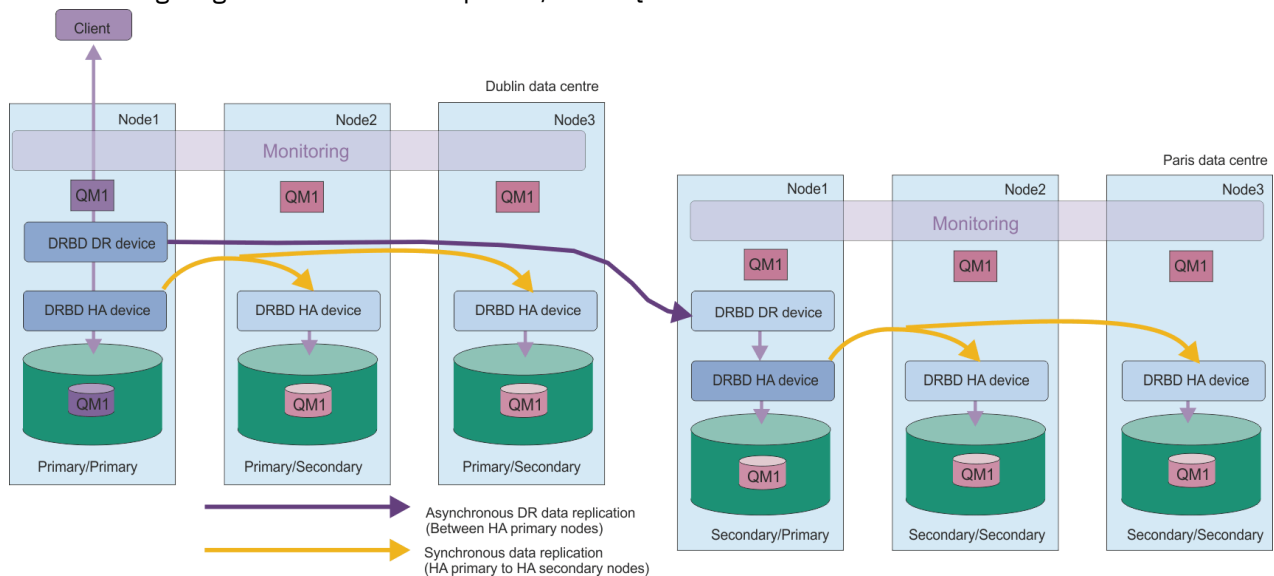 Client
Dublin data centre
Node1
Node2
Node3
Monitoring
QM1
QM1
QM1
DRBD DR device
DRBD HA device
DRBD HA device
DRBD HA device
QM1
QM1
QM1
Primary/Primary
Primary/Secondary
Primary/Secondary
Paris data centre
Node1
Node2
Node3
Monitoring
QM1
QM1
QM1
DRBD DR device
DRBD HA device
DRBD HA device
DRBD HA device
QM1
QM1
QM1
Secondary/Primary
Secondary/Secondary
Secondary/Secondary
Asynchronous DR data replication
(Between HA primary nodes)
Synchronous data replication
(HA primary to HA secondary nodes)